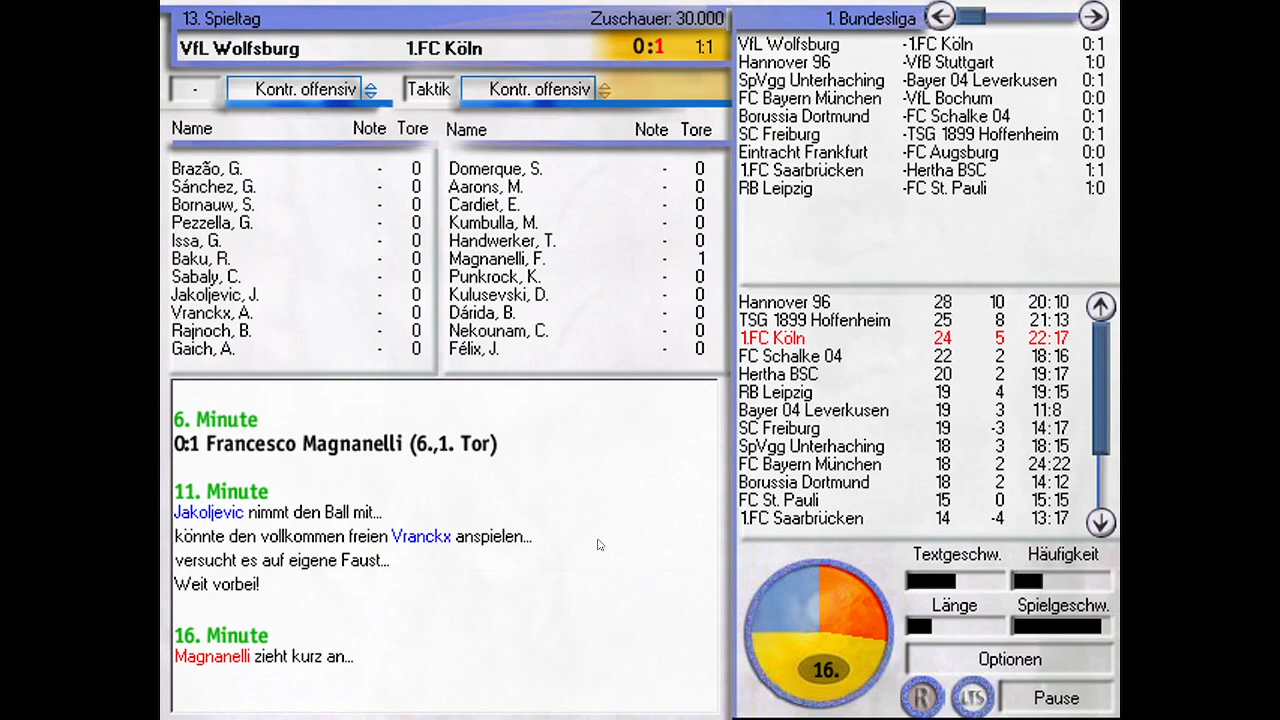 13. Spieltag Zuschauer: 30.000
VfL Wolfsburg 1.FC Köln 0:1 1:1
- Kontr. offensiv Taktik Kontr. offensiv
Name Note Tore Name Note Tore
Brazão, G. - 0 Domerque, S. - 0
Sánchez, G. - 0 Aarons, M. - 0
Bornauw, S. - 0 Cardiet, E. - 0
Pezzella, G. - 0 Kumbulla, M. - 0
Issa, G. - 0 Handwerker, T. - 0
Baku, R. - 0 Magnanelli, F. - 1
Sabaly, C. - 0 Punkrock, K. - 0
Jakoljevic, J. - 0 Kulusevski, D. - 0
Vranckx, A. - 0 Dárida, B. - 0
Rajnoch, B. - 0 Nekounam, C. - 0
Gaich, A. - 0 Félix, J. - 0
6. Minute
0:1 Francesco Magnanelli (6.,1. Tor)
11. Minute
Jakoljevic nimmt den Ball mit...
könnte den vollkommen freien Vranckx anspielen...
versucht es auf eigene Faust...
Weit vorbei!
16. Minute
Magnanelli zieht kurz an...
1. Bundesliga
VfL Wolfsburg -1.FC Köln 0:1
Hannover 96 -VfB Stuttgart 1:0
SpVgg Unterhaching -Bayer 04 Leverkusen 0:1
FC Bayern München -VfL Bochum 0:0
Borussia Dortmund -FC Schalke 04 0:1
SC Freiburg -TSG 1899 Hoffenheim 0:1
Eintracht Frankfurt -FC Augsburg 0:0
1.FC Saarbrücken -Hertha BSC 1:1
RB Leipzig -FC St. Pauli 1:0
Hannover 96 28 10 20:10
TSG 1899 Hoffenheim 25 8 21:13
1.FC Köln 24 5 22:17
FC Schalke 04 22 2 18:16
Hertha BSC 20 2 19:17
RB Leipzig 19 4 19:15
Bayer 04 Leverkusen 19 3 11:8
SC Freiburg 19 -3 14:17
SpVgg Unterhaching 18 3 18:15
FC Bayern München 18 2 24:22
Borussia Dortmund 18 2 14:12
FC St. Pauli 15 0 15:15
1.FC Saarbrücken 14 -4 13:17
Textgeschw. Häufigkeit
Länge Spielgeschw.
16.
Optionen
R LTS Pause